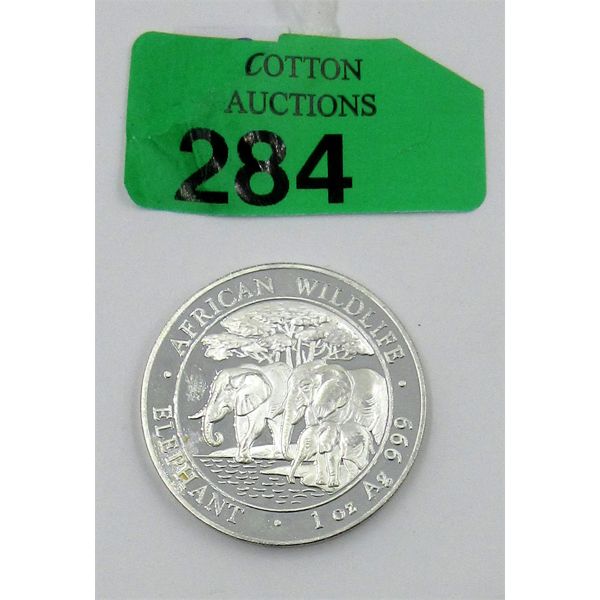 COTTON
AUCTIONS
284
· AFRICAN WILDLIFE ·
ELEPHANT · 1 oz Ag 999